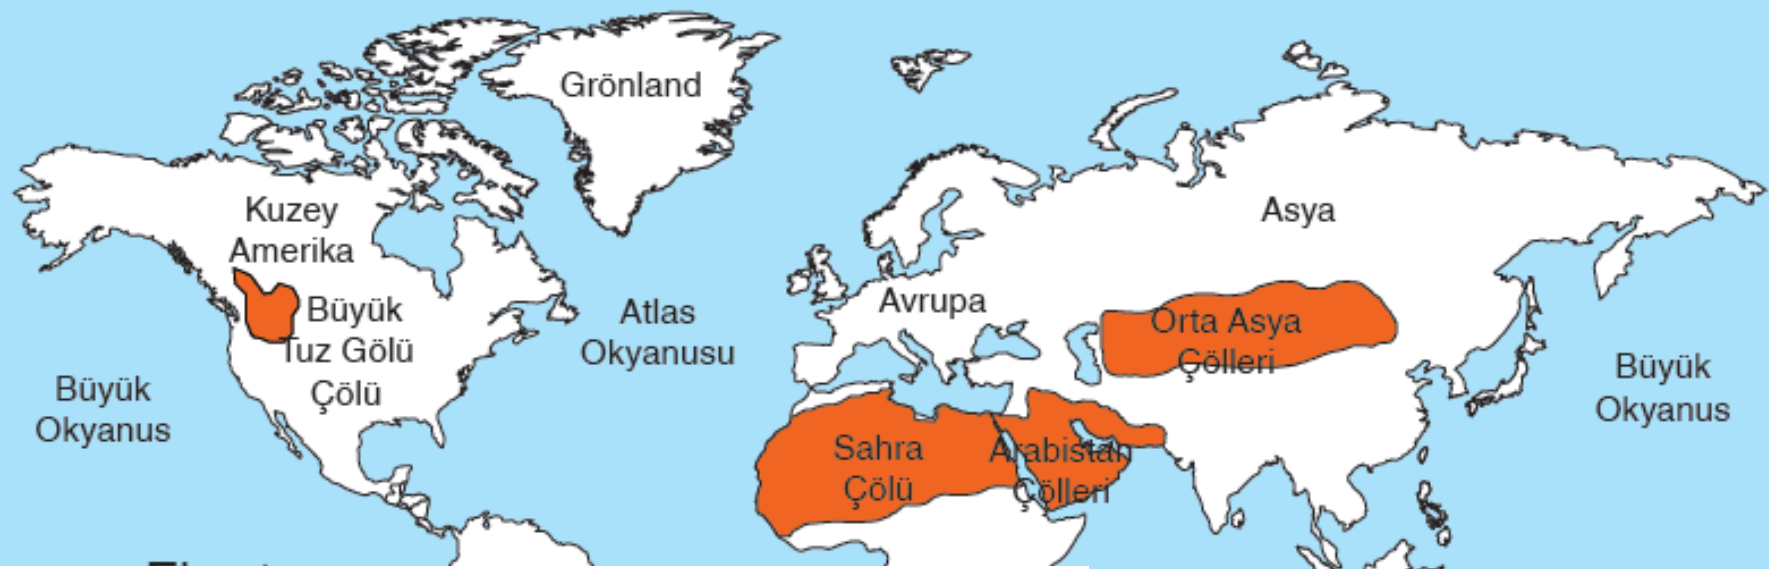 Grönland
Kuzey
Amerika
Asya
Büyük
Tuz Gölü
Çölü
Atlas
Okyanusu
Avrupa
Orta Asya
Çölleri
Büyük
Okyanus
Büyük
Okyanus
Sahra
Çölü
Arabistan
Çölleri